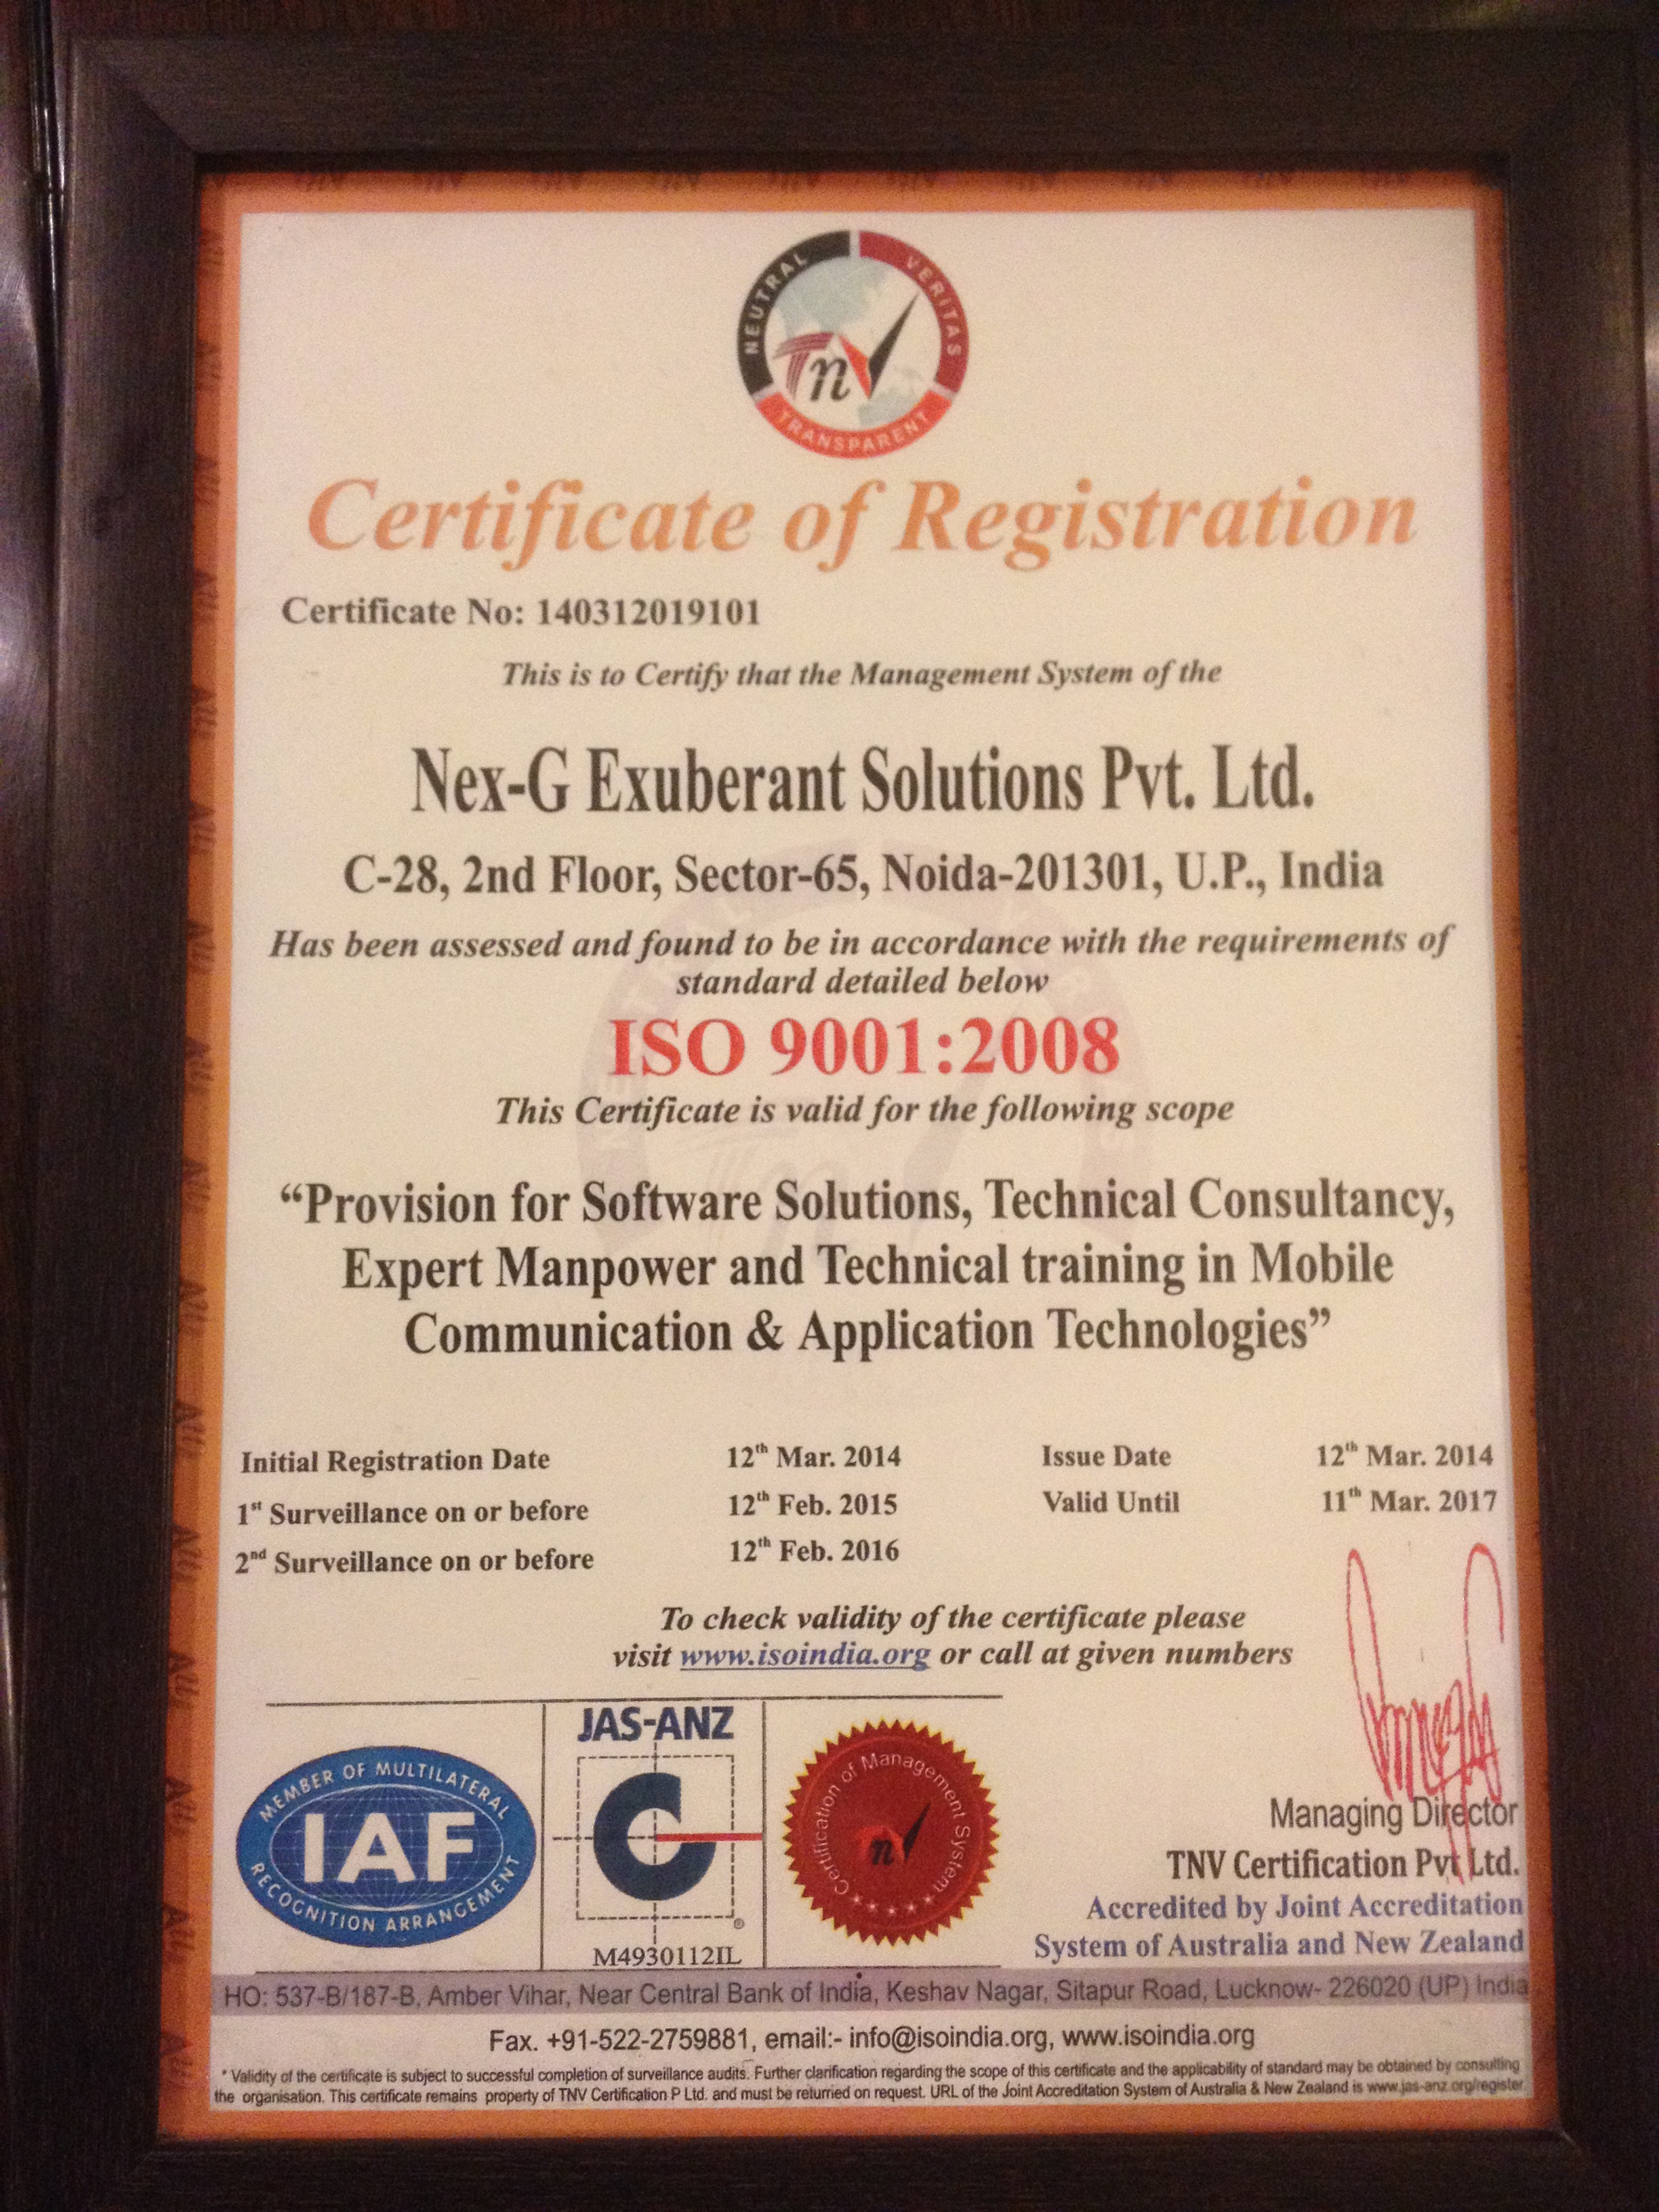 NEUTRAL VERITAS
TnV
TRANSPARENT
Certificate of Registration
Certificate No: 140312019101
This is to Certify that the Management System of the
Nex-G Exuberant Solutions Pvt. Ltd.
C-28, 2nd Floor, Sector-65, Noida-201301, U.P., India
Has been assessed and found to be in accordance with the requirements of
standard detailed below
ISO 9001:2008
This Certificate is valid for the following scope
“Provision for Software Solutions, Technical Consultancy,
Expert Manpower and Technical training in Mobile
Communication & Application Technologies”
Initial Registration Date 12th Mar. 2014 Issue Date 12th Mar. 2014
1st Surveillance on or before 12th Feb. 2015 Valid Until 11th Mar. 2017
2nd Surveillance on or before 12th Feb. 2016
To check validity of the certificate please
visit www.isoindia.org or call at given numbers
MEMBER OF MULTILATERAL
IAF
RECOGNITION ARRANGEMENT
JAS-ANZ
®
M4930112IL
Certification of Management System
nV
Managing Director
TNV Certification Pvt Ltd.
Accredited by Joint Accreditation
System of Australia and New Zealand
HO: 537-B/187-B, Amber Vihar, Near Central Bank of India, Keshav Nagar, Sitapur Road, Lucknow- 226020 (UP) India
Fax. +91-522-2759881, email:- info@isoindia.org, www.isoindia.org
* Validity of the certificate is subject to successful completion of surveillance audits. Further clarification regarding the scope of this certificate and the applicability of standard may be obtained by consulting
the organisation. This certificate remains property of TNV Certification P Ltd. and must be returned on request. URL of the Joint Accreditation System of Australia & New Zealand is www.jas-anz.org/register